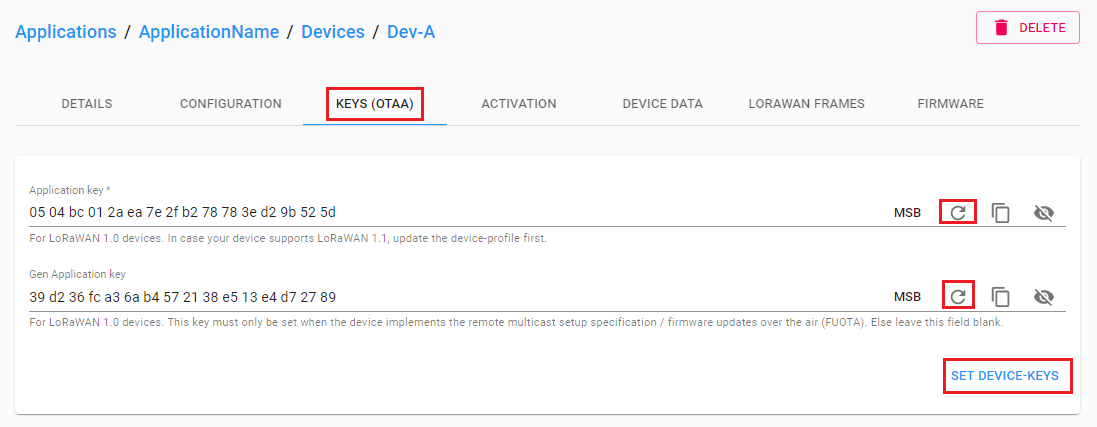 Applications / ApplicationName / Devices / Dev-A
DELETE
DETAILS CONFIGURATION KEYS (OTAA) ACTIVATION DEVICE DATA LORAWAN FRAMES FIRMWARE
Application key *
05 04 bc 01 2a ea 7e 2f b2 78 78 3e d2 9b 52 5d MSB
For LoRaWAN 1.0 devices. In case your device supports LoRaWAN 1.1, update the device-profile first.
Gen Application key
39 d2 36 fc a3 6a b4 57 21 38 e5 13 e4 d7 27 89 MSB
For LoRaWAN 1.0 devices. This key must only be set when the device implements the remote multicast setup specification / firmware updates over the air (FUOTA). Else leave this field blank.
SET DEVICE-KEYS